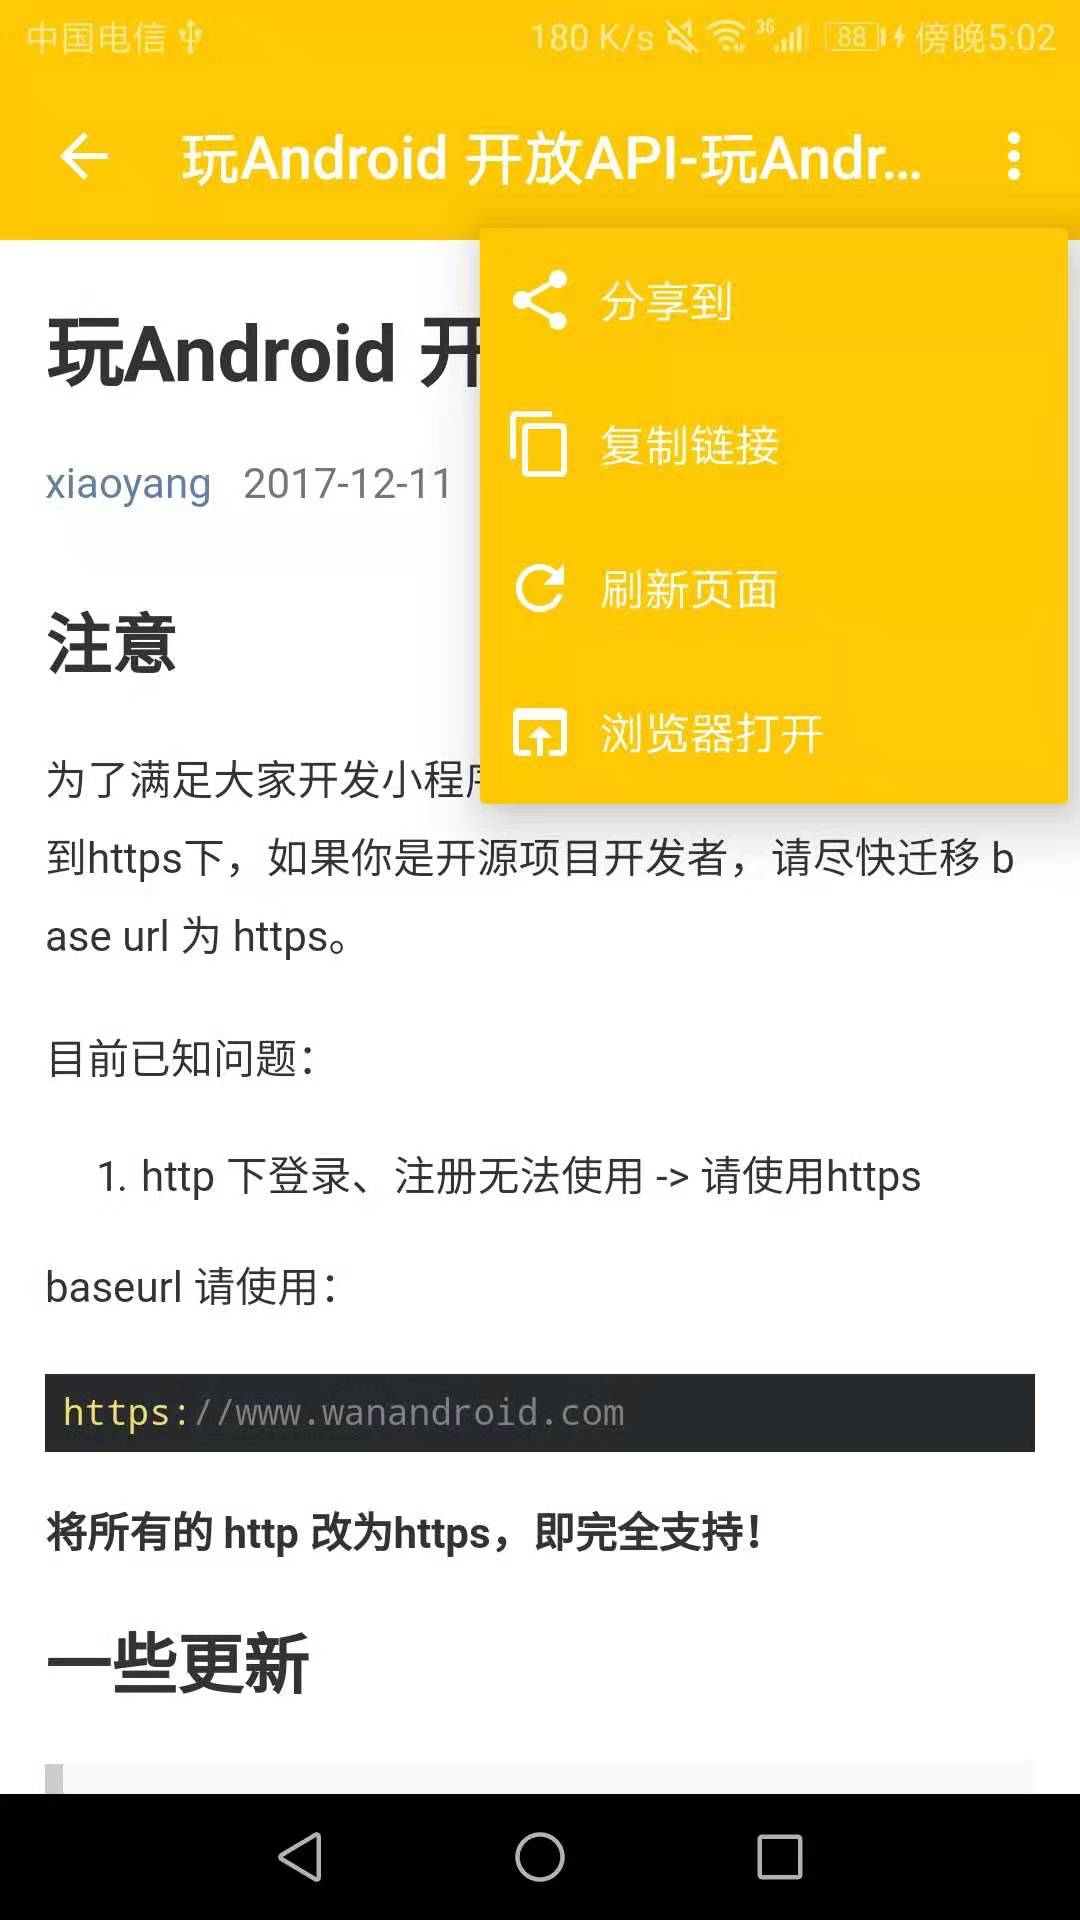 中国电信 180 K/s 3G 88 傍晚5:02
玩Android 开放API-玩Andr...
分享到
复制链接
刷新页面
浏览器打开
玩Android 开
xiaoyang 2017-12-11
注意
为了满足大家开发小程序
到https下，如果你是开源项目开发者，请尽快迁移 b
ase url 为 https。
目前已知问题：
1. http 下登录、注册无法使用 -> 请使用https
baseurl 请使用：
https://www.wanandroid.com
将所有的 http 改为https，即完全支持！
一些更新